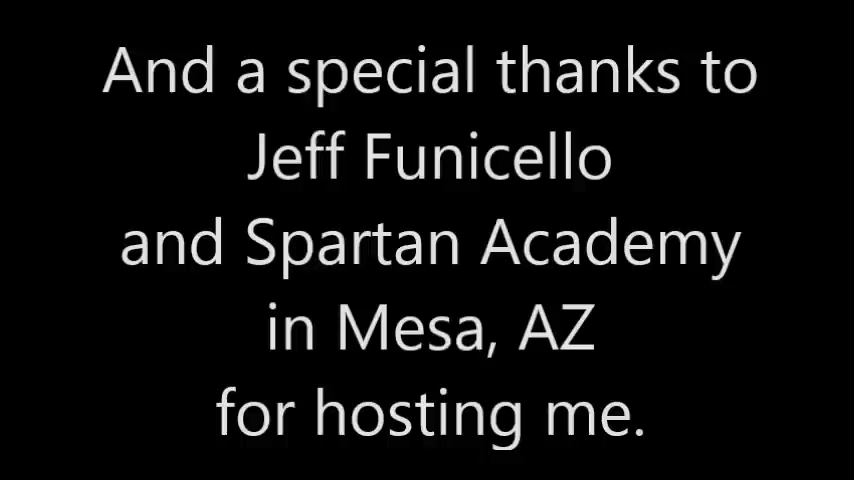 And a special thanks to
Jeff Funicello
and Spartan Academy
in Mesa, AZ
for hosting me.